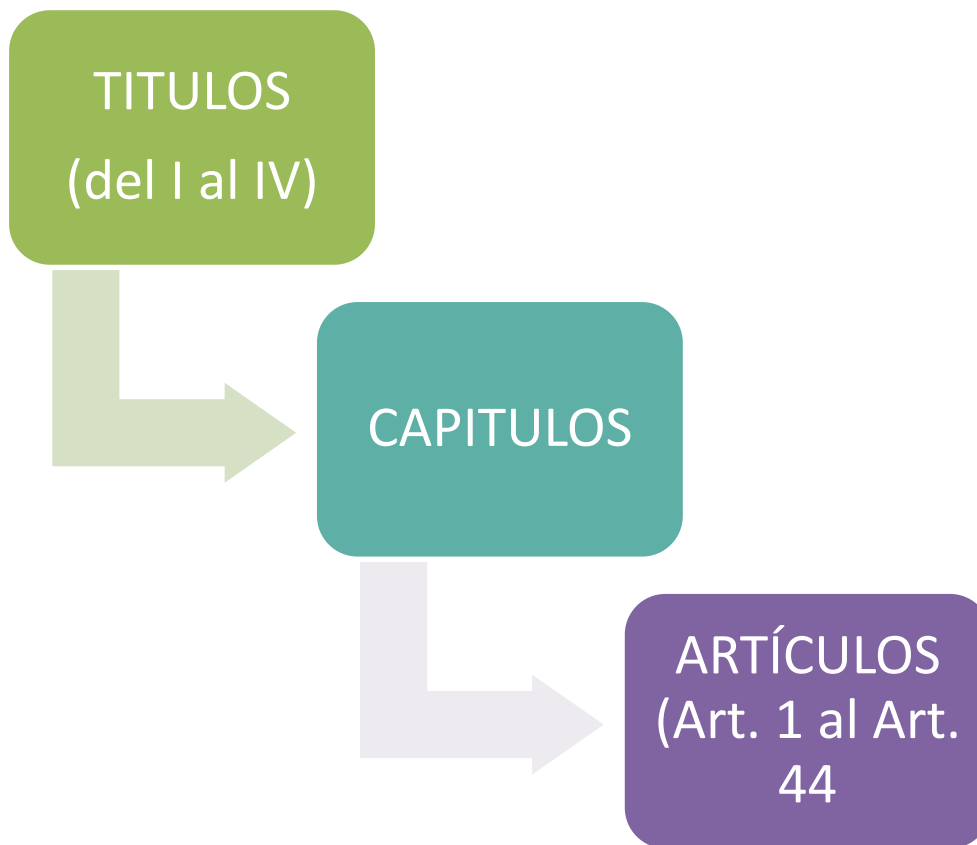 TITULOS
(del I al IV)
CAPITULOS
ARTÍCULOS
(Art. 1 al Art.
44